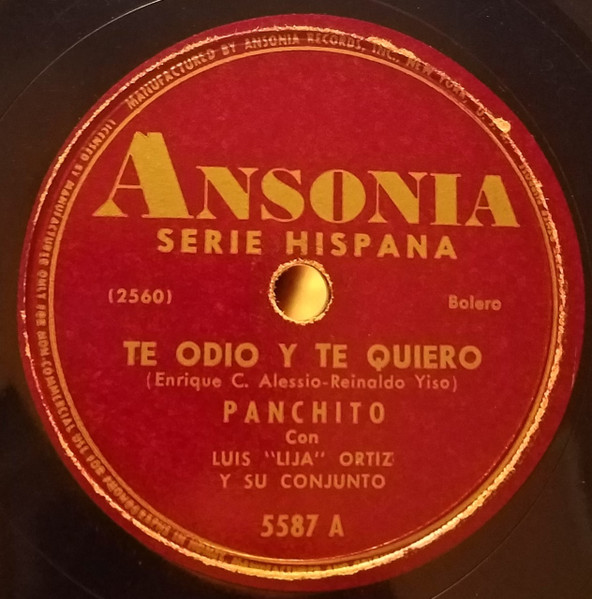 MANUFACTURED BY ANSONIA RECORDS, INC., NEW YORK, U.S.A.
LICENSED BY MANUFACTURER ONLY FOR NON-COMMERCIAL USE FOR PHONOGRAPHS IN HOMES.
ANSONIA
SERIE HISPANA
(2560)
Bolero
TE ODIO Y TE QUIERO
(Enrique C. Alessio-Reinaldo Yiso)
PANCHITO
Con
LUIS "LIJA" ORTIZ
Y SU CONJUNTO
5587 A